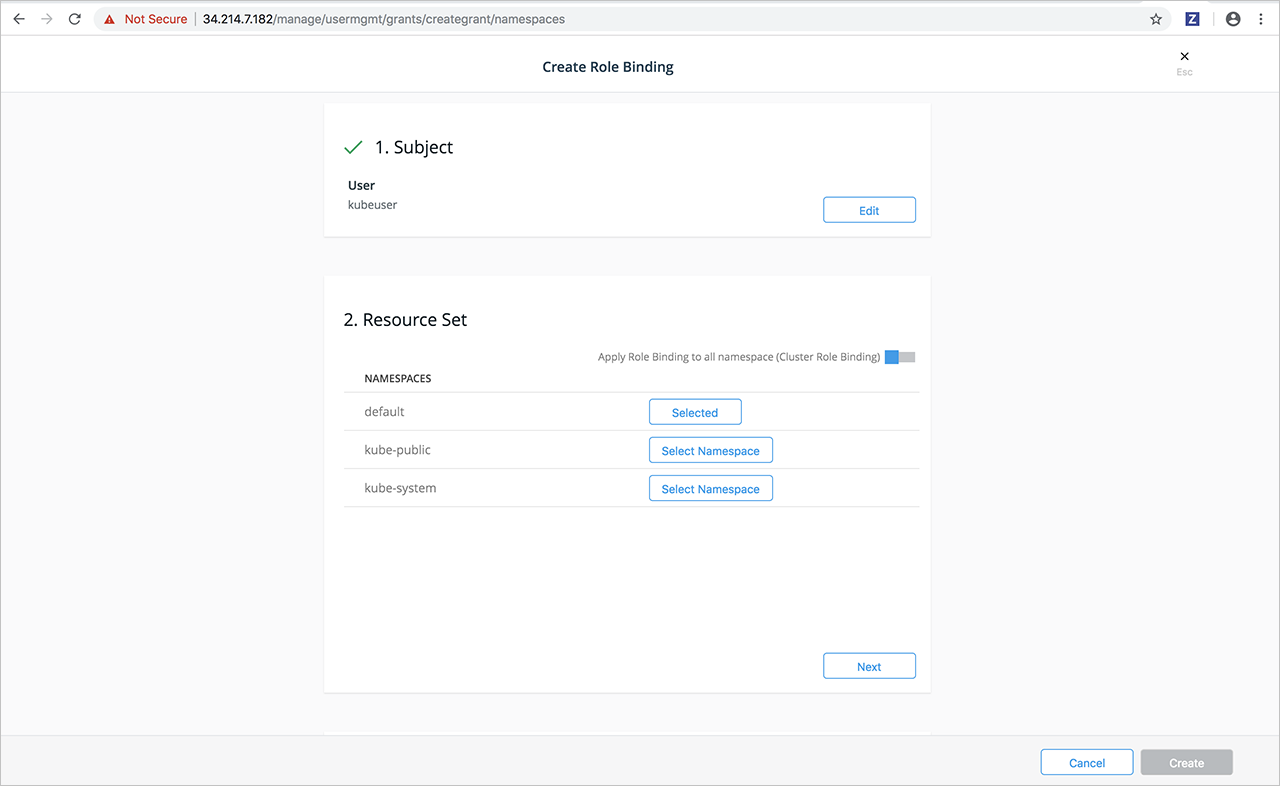 Not Secure 34.214.7.182/manage/usermgmt/grants/creategrant/namespaces Z
Create Role Binding
Esc
1. Subject
User
kubeuser
Edit
2. Resource Set
Apply Role Binding to all namespace (Cluster Role Binding)
NAMESPACES
default Selected
kube-public Select Namespace
kube-system Select Namespace
Next
Cancel Create